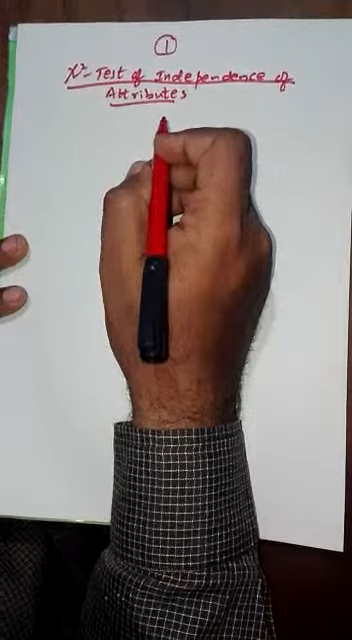 ①
χ²- Test of Independence of
Attributes